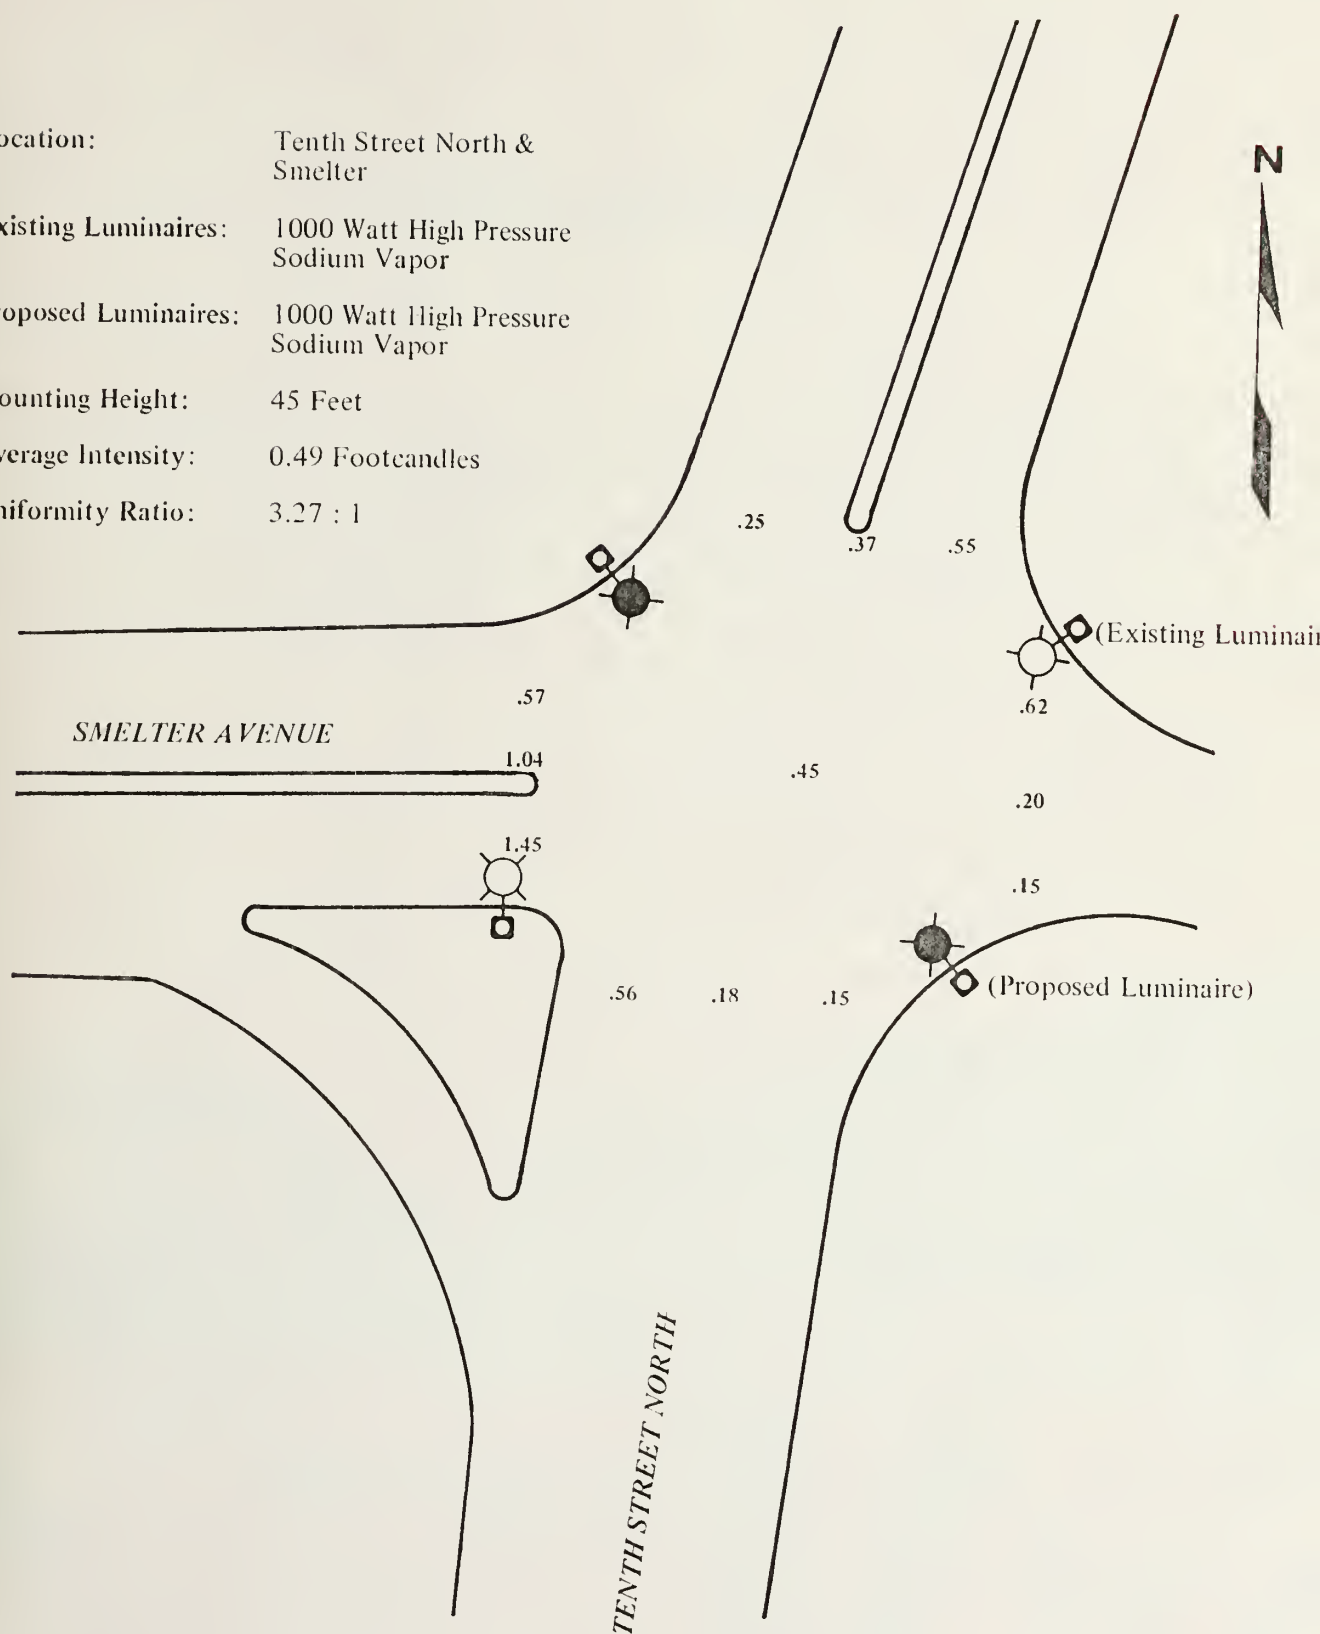 ocation: Tenth Street North &
Smelter
xisting Luminaires: 1000 Watt High Pressure
Sodium Vapor
oposed Luminaires: 1000 Watt High Pressure
Sodium Vapor
ounting Height: 45 Feet
verage Intensity: 0.49 Footcandles
niformity Ratio: 3.27 : 1
N
.25
.37
.55
(Existing Luminair
.57
.62
SMELTER AVENUE
1.04
.45
.20
1.45
.15
.56
.18
.15
(Proposed Luminaire)
TENTH STREET NORTH